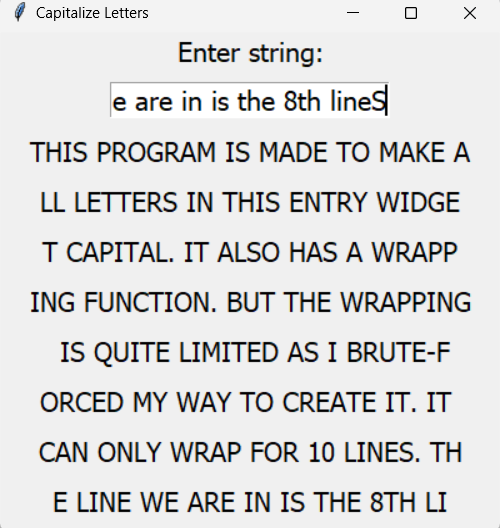 Capitalize Letters
Enter string:
e are in is the 8th lineS
THIS PROGRAM IS MADE TO MAKE A
LL LETTERS IN THIS ENTRY WIDGE
T CAPITAL. IT ALSO HAS A WRAPP
ING FUNCTION. BUT THE WRAPPING
IS QUITE LIMITED AS I BRUTE-F
ORCED MY WAY TO CREATE IT. IT
CAN ONLY WRAP FOR 10 LINES. TH
E LINE WE ARE IN IS THE 8TH LI